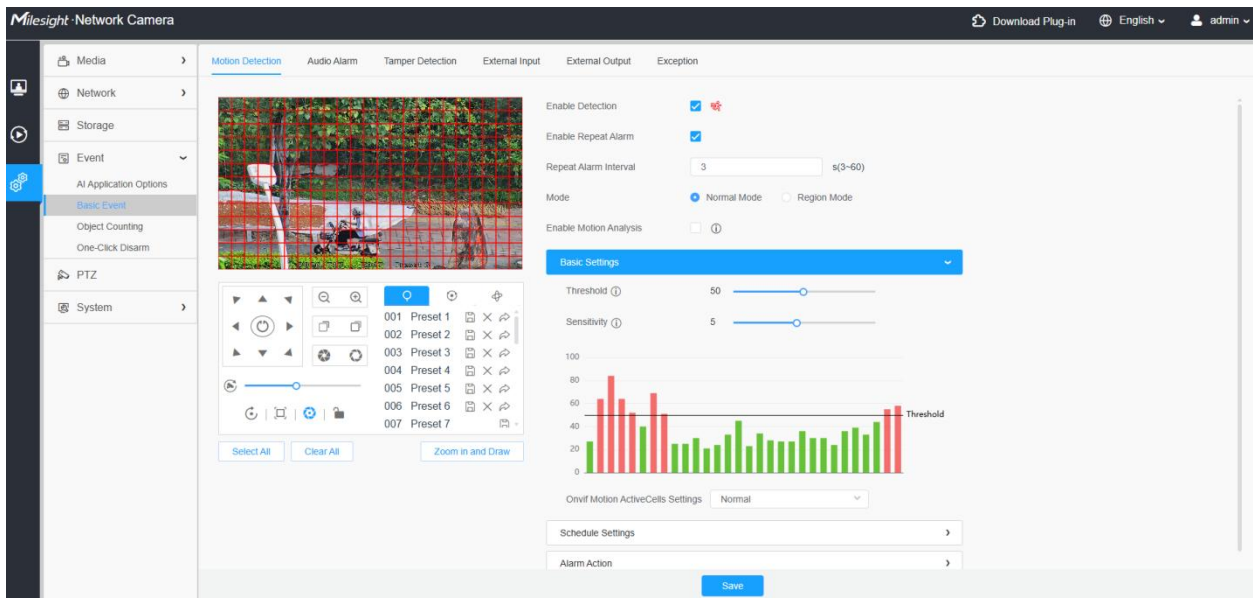 Milesight · Network Camera
Download Plug-in
English
admin
Media
Network
Storage
Event
AI Application Options
Basic Event
Object Counting
One-Click Disarm
PTZ
System
Motion Detection Audio Alarm Tamper Detection External Input External Output Exception
001 Preset 1
002 Preset 2
003 Preset 3
004 Preset 4
005 Preset 5
006 Preset 6
007 Preset 7
Select All Clear All Zoom in and Draw
Enable Detection
Enable Repeat Alarm
Repeat Alarm Interval 3 s(3~60)
Mode Normal Mode Region Mode
Enable Motion Analysis
Basic Settings
Threshold 50
Sensitivity 5
100
80
60
Threshold
40
20
0
Onvif Motion ActiveCells Settings Normal
Schedule Settings
Alarm Action
Save